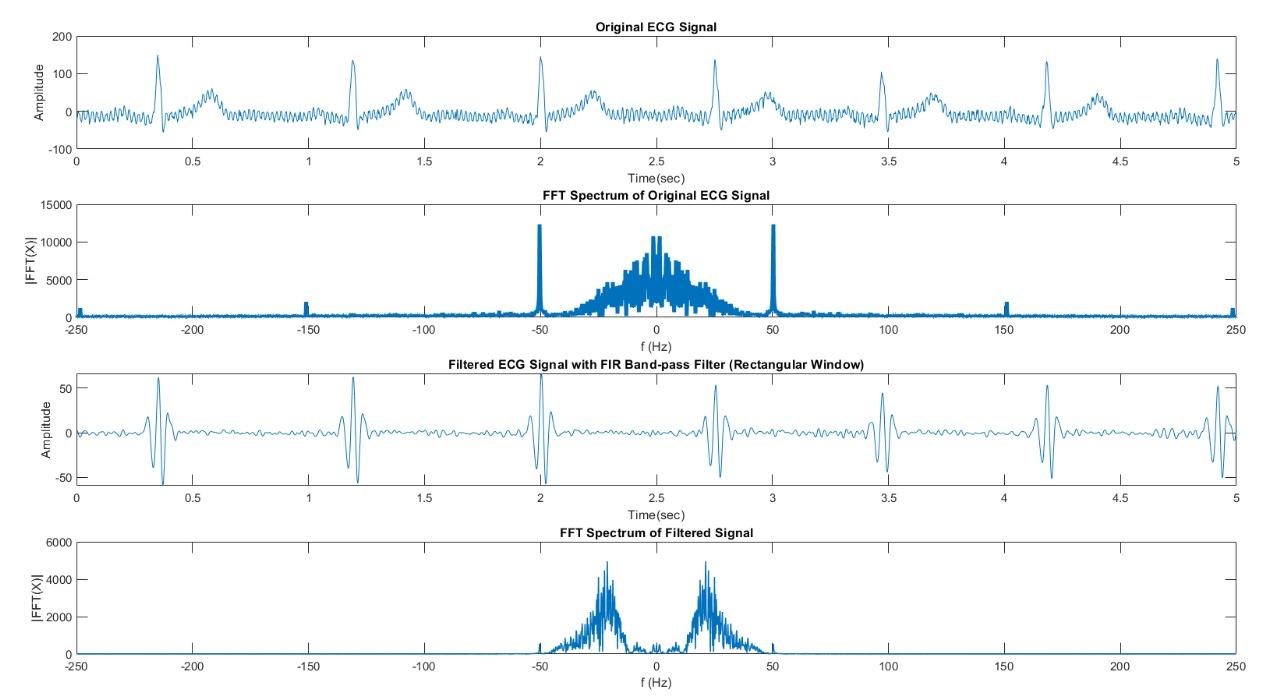 Original ECG Signal
200
100
0
-100
Amplitude
0 0.5 1 1.5 2 2.5 3 3.5 4 4.5 5
Time(sec)
FFT Spectrum of Original ECG Signal
15000
10000
5000
0
|FFT(X)|
-250 -200 -150 -100 -50 0 50 100 150 200 250
f (Hz)
Filtered ECG Signal with FIR Band-pass Filter (Rectangular Window)
50
0
-50
Amplitude
0 0.5 1 1.5 2 2.5 3 3.5 4 4.5 5
Time(sec)
FFT Spectrum of Filtered Signal
6000
4000
2000
0
|FFT(X)|
-250 -200 -150 -100 -50 0 50 100 150 200 250
f (Hz)